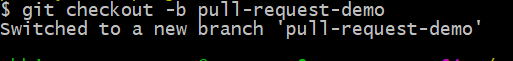 $ git checkout -b pull-request-demo
Switched to a new branch 'pull-request-demo'